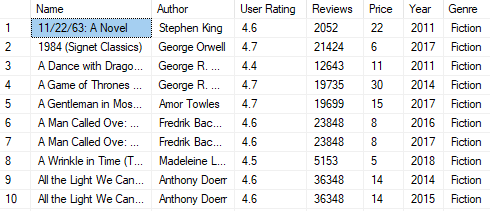 Name Author User Rating Reviews Price Year Genre
1 11/22/63: A Novel Stephen King 4.6 2052 22 2011 Fiction
2 1984 (Signet Classics) George Orwell 4.7 21424 6 2017 Fiction
3 A Dance with Drago... George R. ... 4.4 12643 11 2011 Fiction
4 A Game of Thrones ... George R. ... 4.7 19735 30 2014 Fiction
5 A Gentleman in Mos... Amor Towles 4.7 19699 15 2017 Fiction
6 A Man Called Ove: ... Fredrik Bac... 4.6 23848 8 2016 Fiction
7 A Man Called Ove: ... Fredrik Bac... 4.6 23848 8 2017 Fiction
8 A Wrinkle in Time (T... Madeleine L... 4.5 5153 5 2018 Fiction
9 All the Light We Can... Anthony Doerr 4.6 36348 14 2014 Fiction
10 All the Light We Can... Anthony Doerr 4.6 36348 14 2015 Fiction